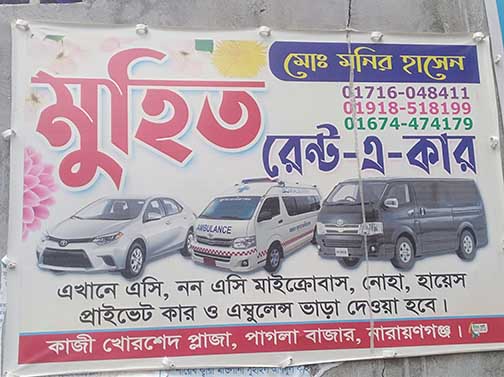 মোঃ মনির হাসেন
01716-048411
01918-518199
01674-474179
মুহিত
রেন্ট-এ-কার
AMBULANCE
এখানে এসি, নন এসি মাইক্রোবাস, নোহা, হায়েস
প্রাইভেট কার ও এম্বুলেন্স ভাড়া দেওয়া হবে।
কাজী খোরশেদ প্লাজা, পাগলা বাজার, নারায়ণগঞ্জ।